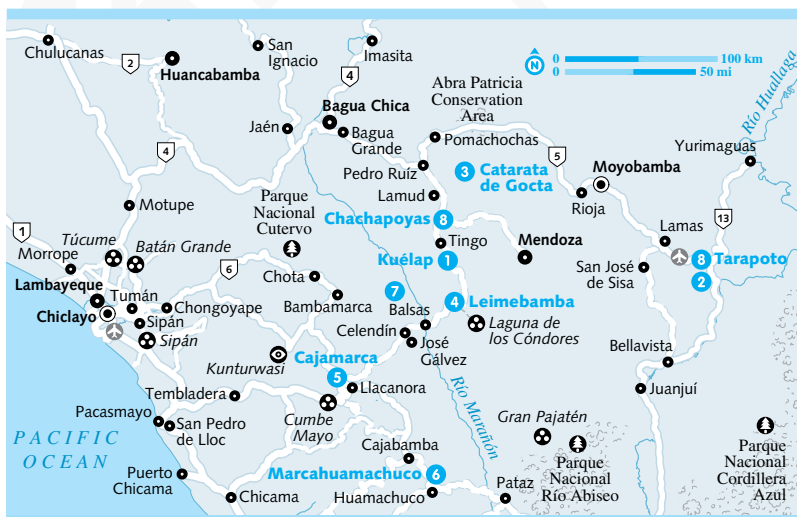 Chulucanas
2
Huancabamba
San
Ignacio
Imasita
4
N
0
100 km
0
50 mi
Río Huallaga
Bagua Chica
Abra Patricia
Conservation
Area
Jaén
Bagua
Grande
Pomachochas
Yurimaguas
4
Pedro Ruíz
3
Catarata
de Gocta
5
Moyobamba
Rioja
Lamud
Motupe
Parque
Nacional
Cutervo
Chachapoyas
8
13
1
Túcume
Batán Grande
Tingo
Mendoza
Lamas
Morrope
6
Kuélap
1
San José
de Sisa
8
Tarapoto
2
Lambayeque
Chota
Tumán
Chongoyape
Bambamarca
7
4
Leimebamba
Chiclayo
Sipán
Balsas
Laguna de
los Cóndores
Sipán
Celendín
José
Gálvez
Bellavista
Kunturwasi
Cajamarca
5
Llacanora
Juanjuí
Tembladera
Río Marañón
Pacasmayo
San Pedro
de Lloc
Cumbe
Mayo
Gran Pajatén
PACIFIC
OCEAN
Cajabamba
Parque
Nacional
Río Abiseo
Parque
Nacional
Cordillera
Azul
Puerto
Chicama
Marcahuamachuco
6
Chicama
Huamachuco
Pataz